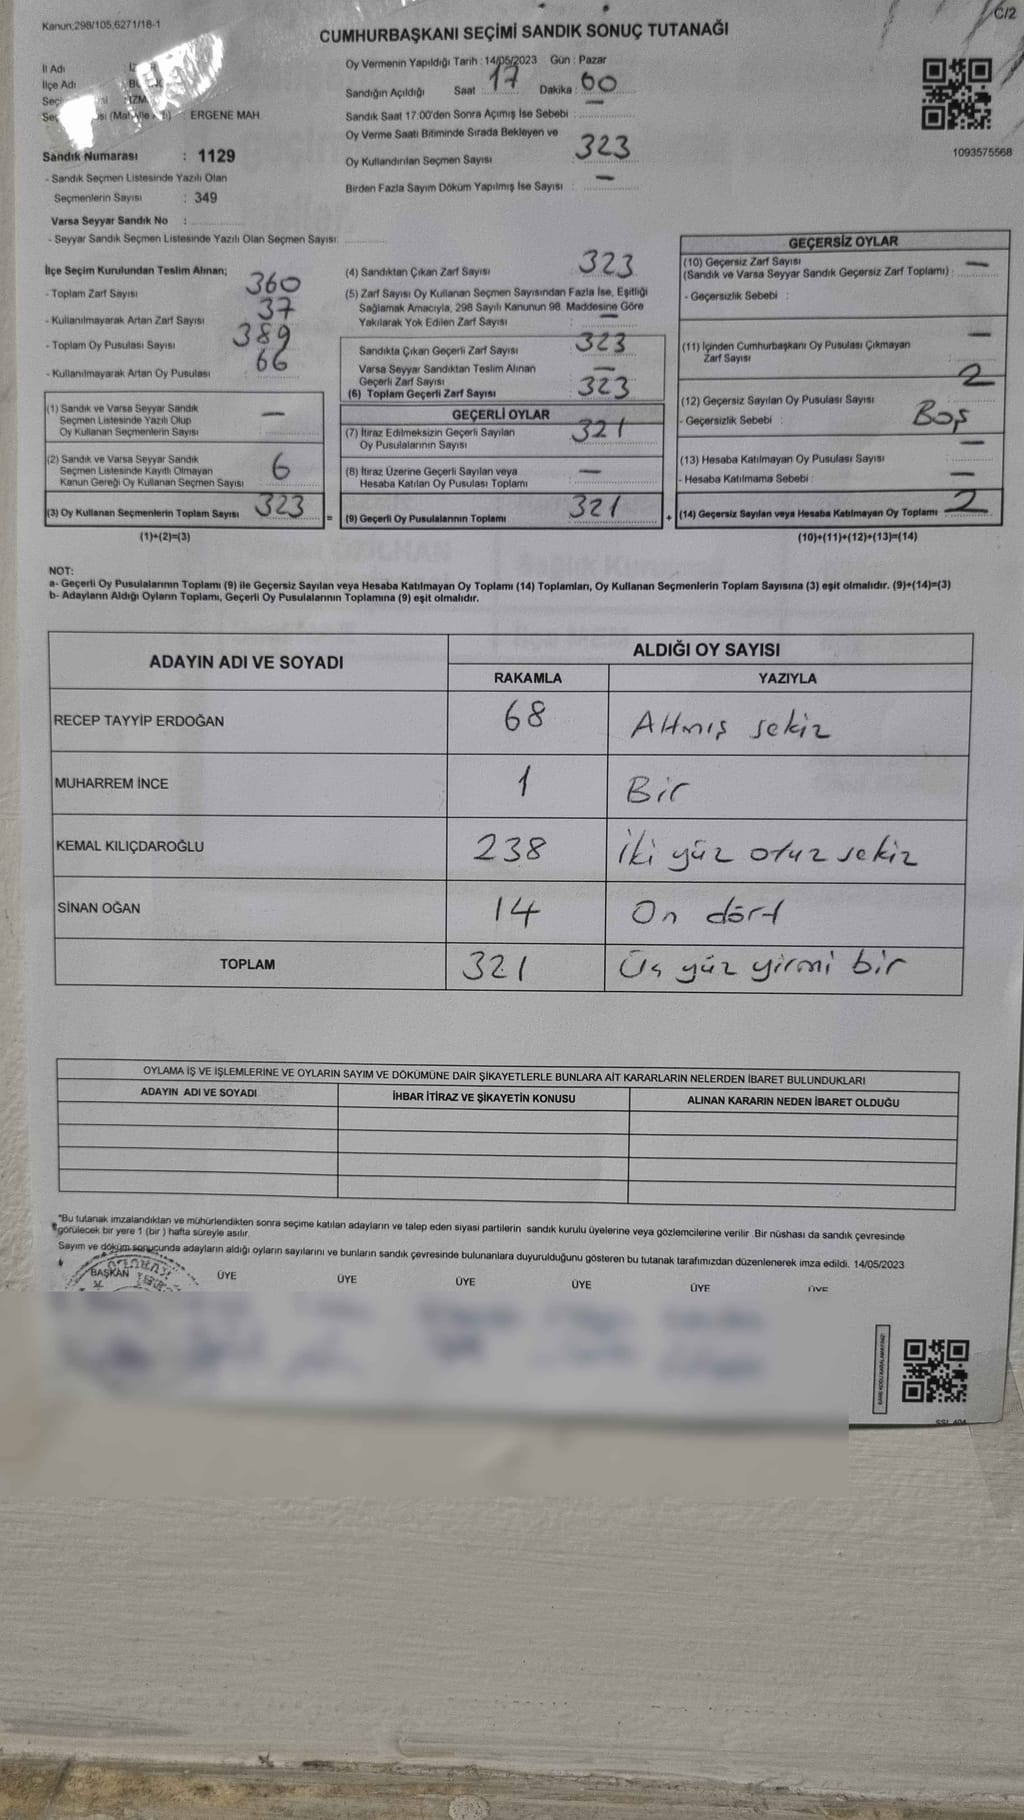 Kanun:298/105,6271/18-1
C/2
CUMHURBAŞKANI SEÇİMİ SANDIK SONUÇ TUTANAĞI
İl Adı
İlçe Adı
ERGENE MAH.
Sandık Numarası : 1129
- Sandık Seçmen Listesinde Yazılı Olan
Seçmenlerin Sayısı : 349
Varsa Seyyar Sandık No :
- Seyyar Sandık Seçmen Listesinde Yazılı Olan Seçmen Sayısı:
Oy Vermenin Yapıldığı Tarih : 14/05/2023 Gün : Pazar
Sandığın Açıldığı Saat 17 Dakika : 00
Sandık Saat 17:00'den Sonra Açımış İse Sebebi : —
Oy Verme Saati Bitiminde Sırada Bekleyen ve
Oy Kullandırılan Seçmen Sayısı 323
Birden Fazla Sayım Döküm Yapılmış İse Sayısı : —
1093575568
İlçe Seçim Kurulundan Teslim Alınan;
- Toplam Zarf Sayısı 360
- Kullanılmayarak Artan Zarf Sayısı 37
- Toplam Oy Pusulası Sayısı 389
- Kullanılmayarak Artan Oy Pusulası 66
(1) Sandık ve Varsa Seyyar Sandık
Seçmen Listesinde Yazılı Olup
Oy Kullanan Seçmenlerin Sayısı —
(2) Sandık ve Varsa Seyyar Sandık
Seçmen Listesinde Kayıtlı Olmayan
Kanun Gereği Oy Kullanan Seçmen Sayısı 6
(3) Oy Kullanan Seçmenlerin Toplam Sayısı 323 =
(1)+(2)=(3)
(4) Sandıktan Çıkan Zarf Sayısı 323
(5) Zarf Sayısı Oy Kullanan Seçmen Sayısından Fazla İse, Eşitliği
Sağlamak Amacıyla, 298 Sayılı Kanunun 98. Maddesine Göre
Yakılarak Yok Edilen Zarf Sayısı : —
Sandıkta Çıkan Geçerli Zarf Sayısı 323
Varsa Seyyar Sandıktan Teslim Alınan
Geçerli Zarf Sayısı —
(6) Toplam Geçerli Zarf Sayısı 323
GEÇERLİ OYLAR
(7) İtiraz Edilmeksizin Geçerli Sayılan
Oy Pusulalarının Sayısı 321
(8) İtiraz Üzerine Geçerli Sayılan veya
Hesaba Katılan Oy Pusulası Toplamı —
(9) Geçerli Oy Pusulalarının Toplamı 321 +
GEÇERSİZ OYLAR
(10) Geçersiz Zarf Sayısı —
(Sandık ve Varsa Seyyar Sandık Geçersiz Zarf Toplamı) :
- Geçersizlik Sebebi :
(11) İçinden Cumhurbaşkanı Oy Pusulası Çıkmayan
Zarf Sayısı —
(12) Geçersiz Sayılan Oy Pusulası Sayısı 2
- Geçersizlik Sebebi : Boş
(13) Hesaba Katılmayan Oy Pusulası Sayısı —
- Hesaba Katılmama Sebebi : —
(14) Geçersiz Sayılan veya Hesaba Katılmayan Oy Toplamı 2
(10)+(11)+(12)+(13)=(14)
NOT:
a- Geçerli Oy Pusulalarının Toplamı (9) ile Geçersiz Sayılan veya Hesaba Katılmayan Oy Toplamı (14) Toplamları, Oy Kullanan Seçmenlerin Toplam Sayısına (3) eşit olmalıdır. (9)+(14)=(3)
b- Adayların Aldığı Oyların Toplamı, Geçerli Oy Pusulalarının Toplamına (9) eşit olmalıdır.
ADAYIN ADI VE SOYADI ALDIĞI OY SAYISI
RAKAMLA YAZIYLA
RECEP TAYYİP ERDOĞAN 68 Altmış sekiz
MUHARREM İNCE 1 Bir
KEMAL KILIÇDAROĞLU 238 İki yüz otuz sekiz
SİNAN OĞAN 14 On dört
TOPLAM 321 Üç yüz yirmi bir
OYLAMA İŞ VE İŞLEMLERİNE VE OYLARIN SAYIM VE DÖKÜMÜNE DAİR ŞİKAYETLERLE BUNLARA AİT KARARLARIN NELERDEN İBARET BULUNDUKLARI
ADAYIN ADI VE SOYADI İHBAR İTİRAZ VE ŞİKAYETİN KONUSU ALINAN KARARIN NEDEN İBARET OLDUĞU
*Bu tutanak imzalandıktan ve mühürlendikten sonra seçime katılan adayların ve talep eden siyasi partilerin sandık kurulu üyelerine veya gözlemcilerine verilir. Bir nüshası da sandık çevresinde
görülecek bir yere 1 (bir ) hafta süreyle asılır.
Sayım ve döküm sonucunda adayların aldığı oyların sayılarını ve bunların sandık çevresinde bulunanlara duyurulduğunu gösteren bu tutanak tarafımızdan düzenlenerek imza edildi. 14/05/2023
BAŞKAN ÜYE ÜYE ÜYE ÜYE ÜYE ÜYE